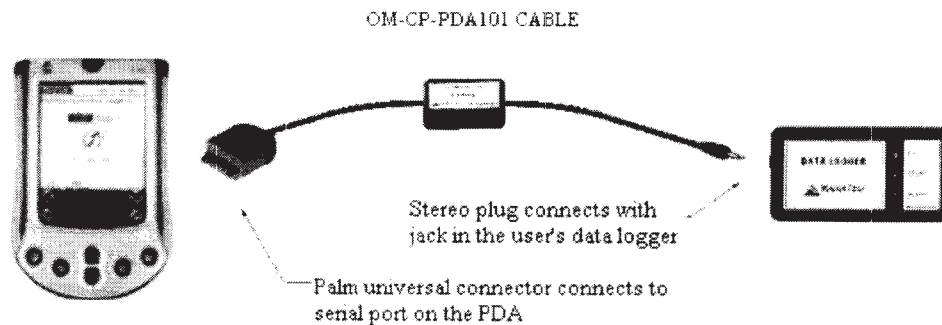 OM-CP-PDA101 CABLE
DATA LOGGER
Stereo plug connects with
jack in the user's data logger
Palm universal connector connects to
serial port on the PDA